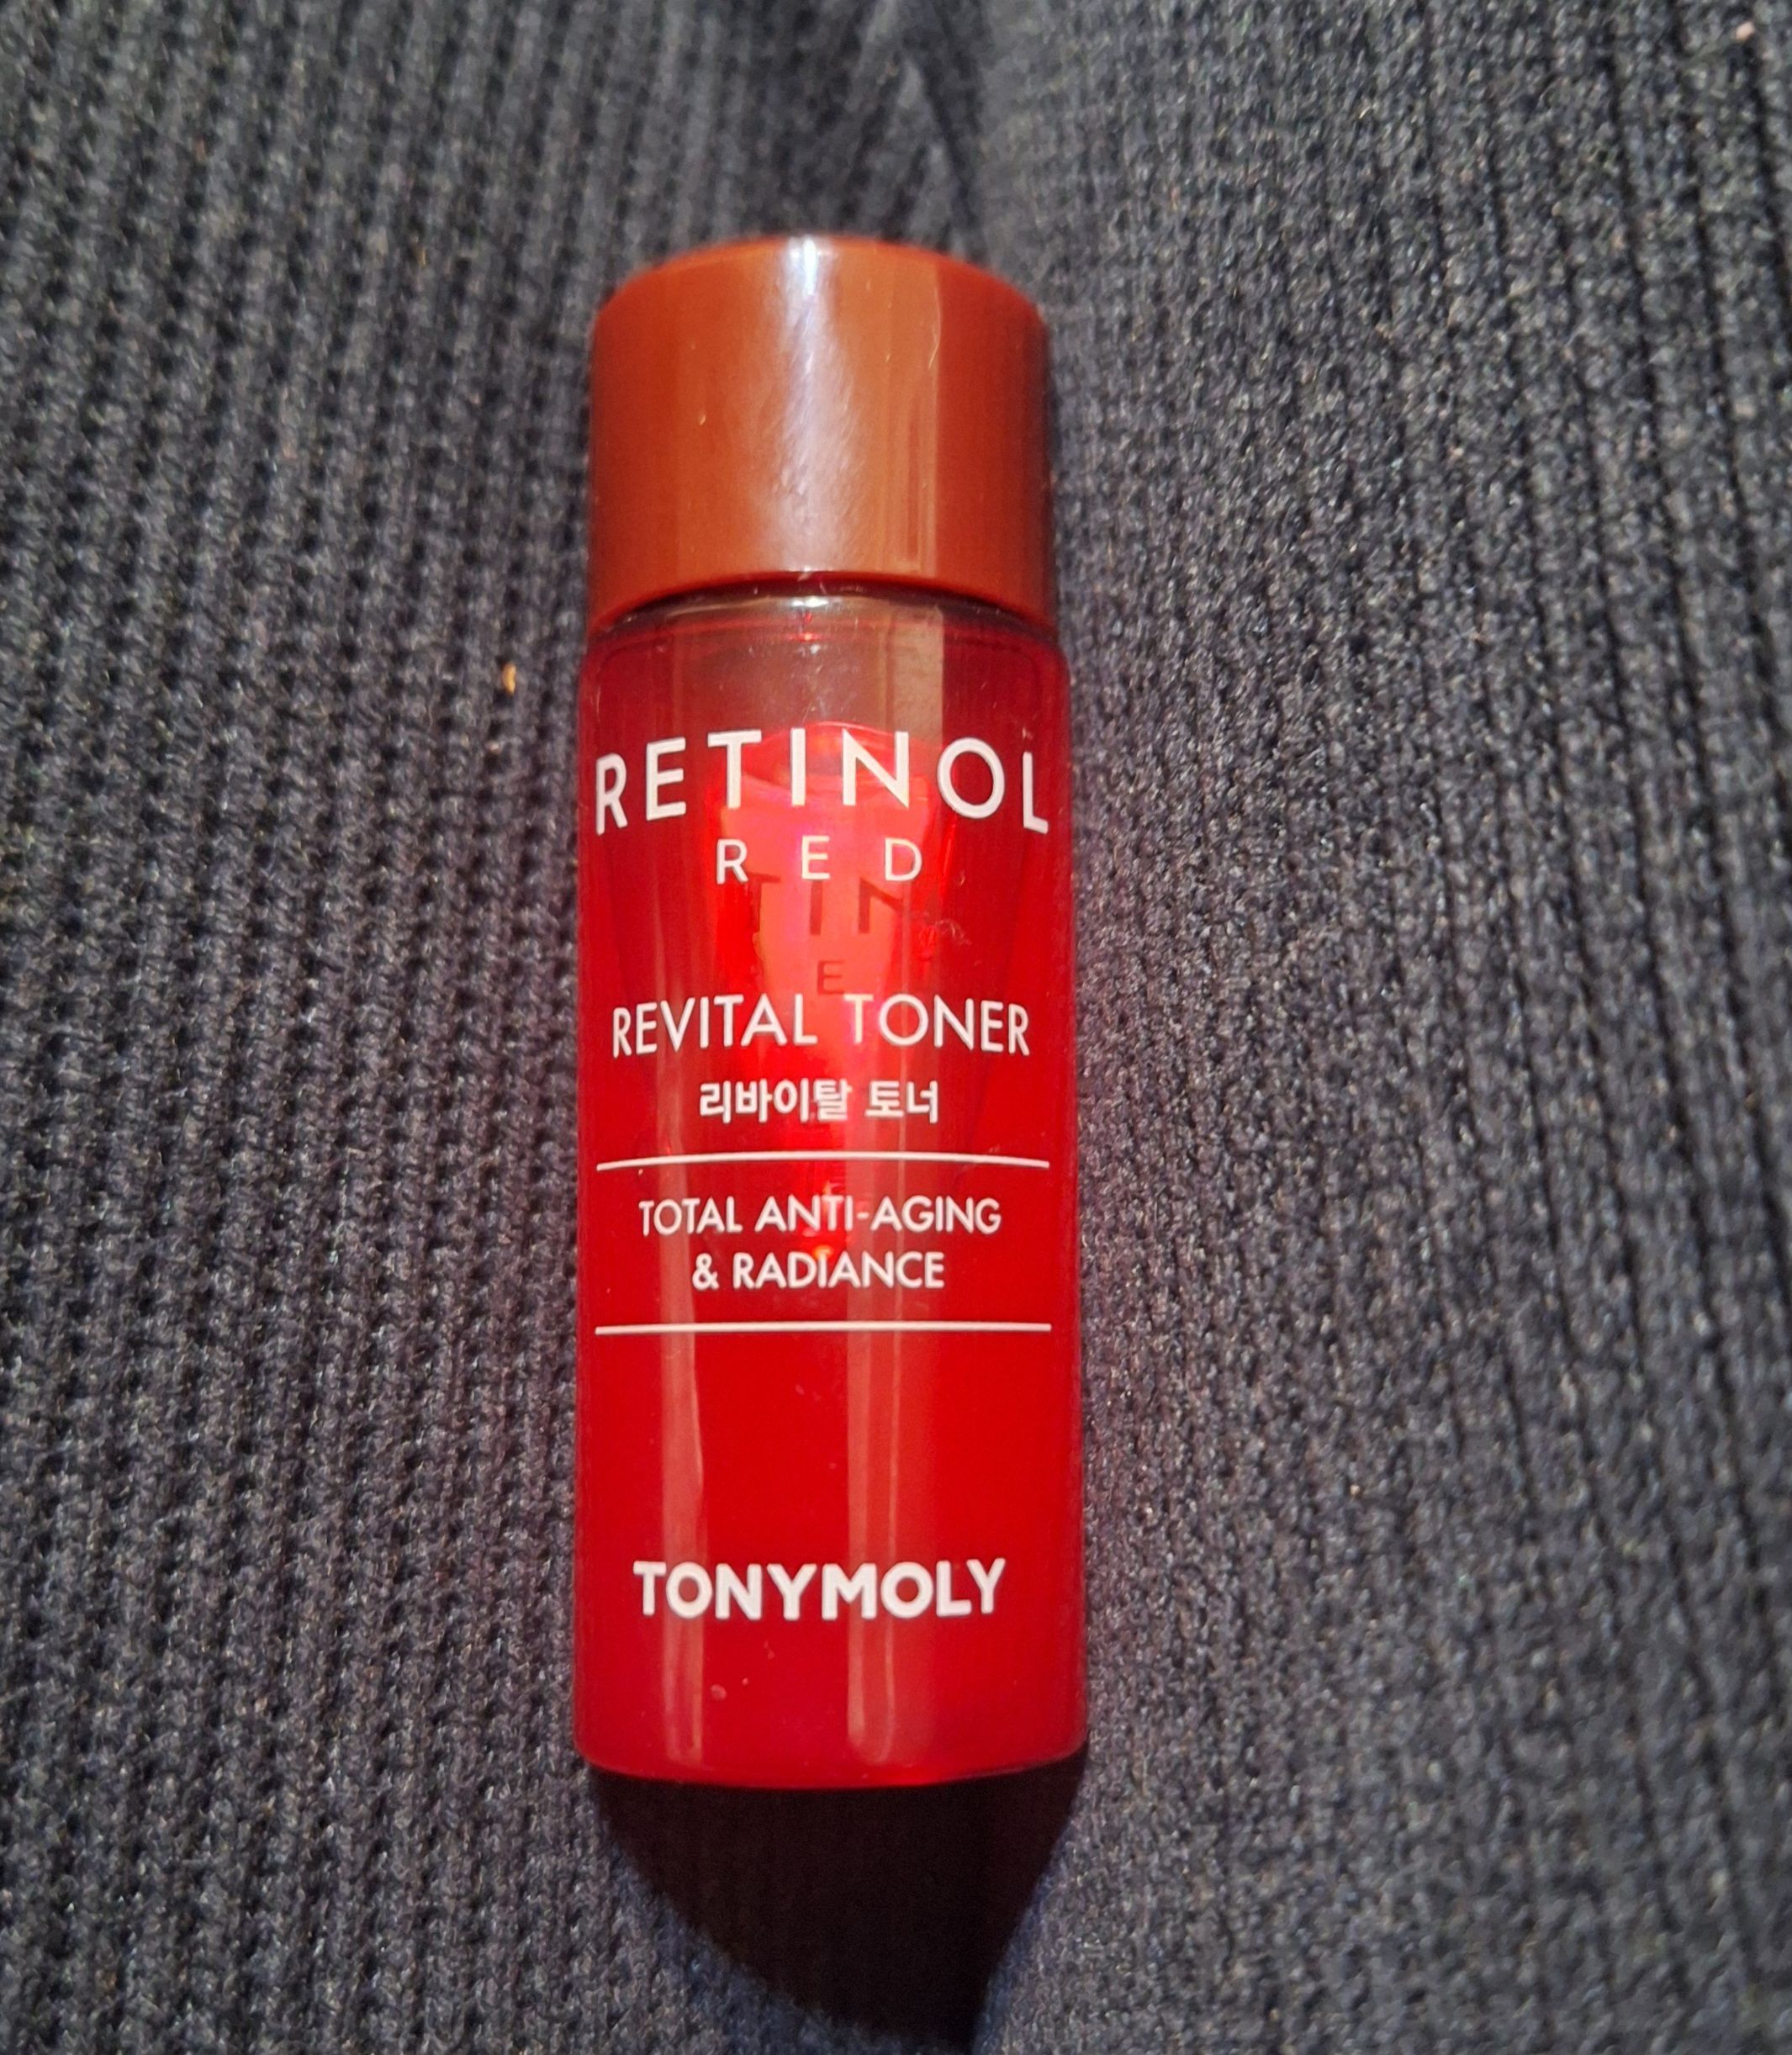 RETINOL
RED
REVITAL TONER
리바이탈 토너
TOTAL ANTI-AGING
& RADIANCE
TONYMOLY